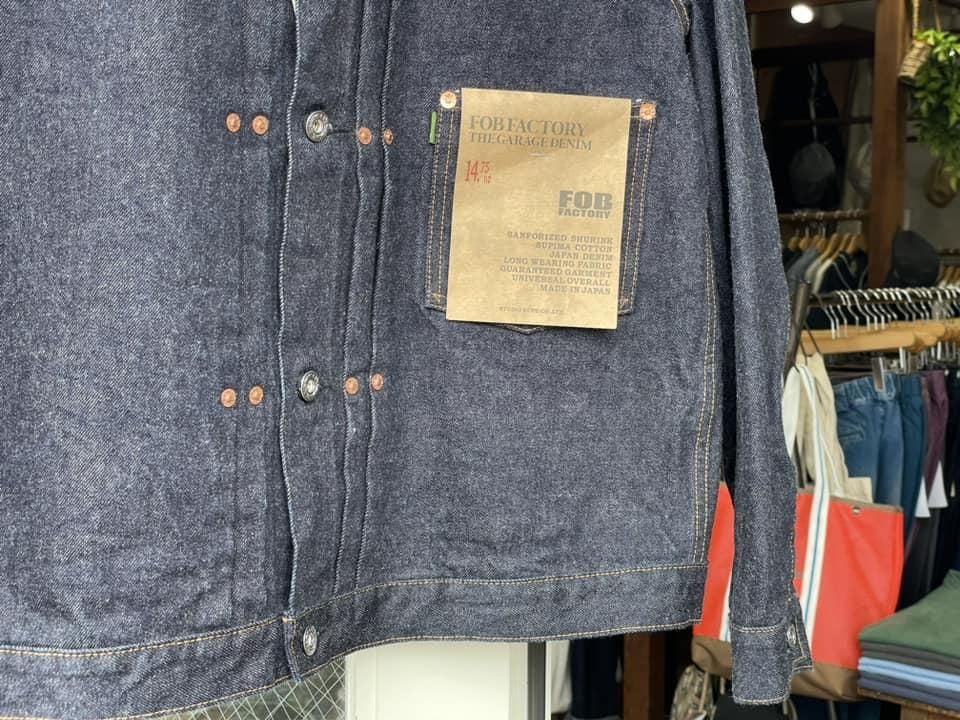 FOB FACTORY
THE GARAGE DENIM
14.75 oz
FOB
FACTORY
SANFORIZED SHURINK
SUPIMA COTTON
JAPAN DENIM
LONG WEARING FABRIC
GUARANTEED GARMENT
UNIVERSAL OVERALL
MADE IN JAPAN